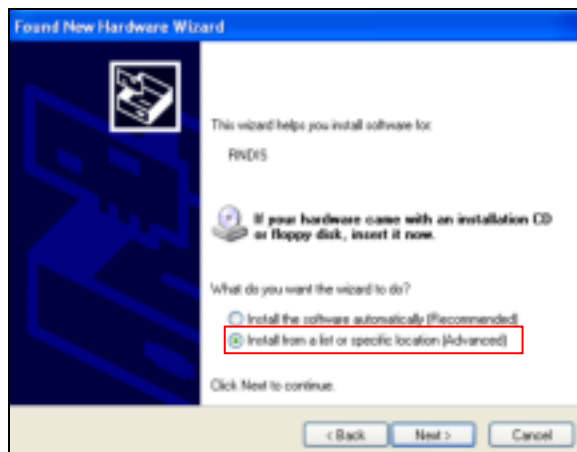 Found New Hardware Wizard
This wizard helps you install software for:
RNDIS
If your hardware came with an installation CD
or floppy disk, insert it now.
What do you want the wizard to do?
Install the software automatically (Recommended)
Install from a list or specific location (Advanced)
Click Next to continue.
< Back
Next >
Cancel